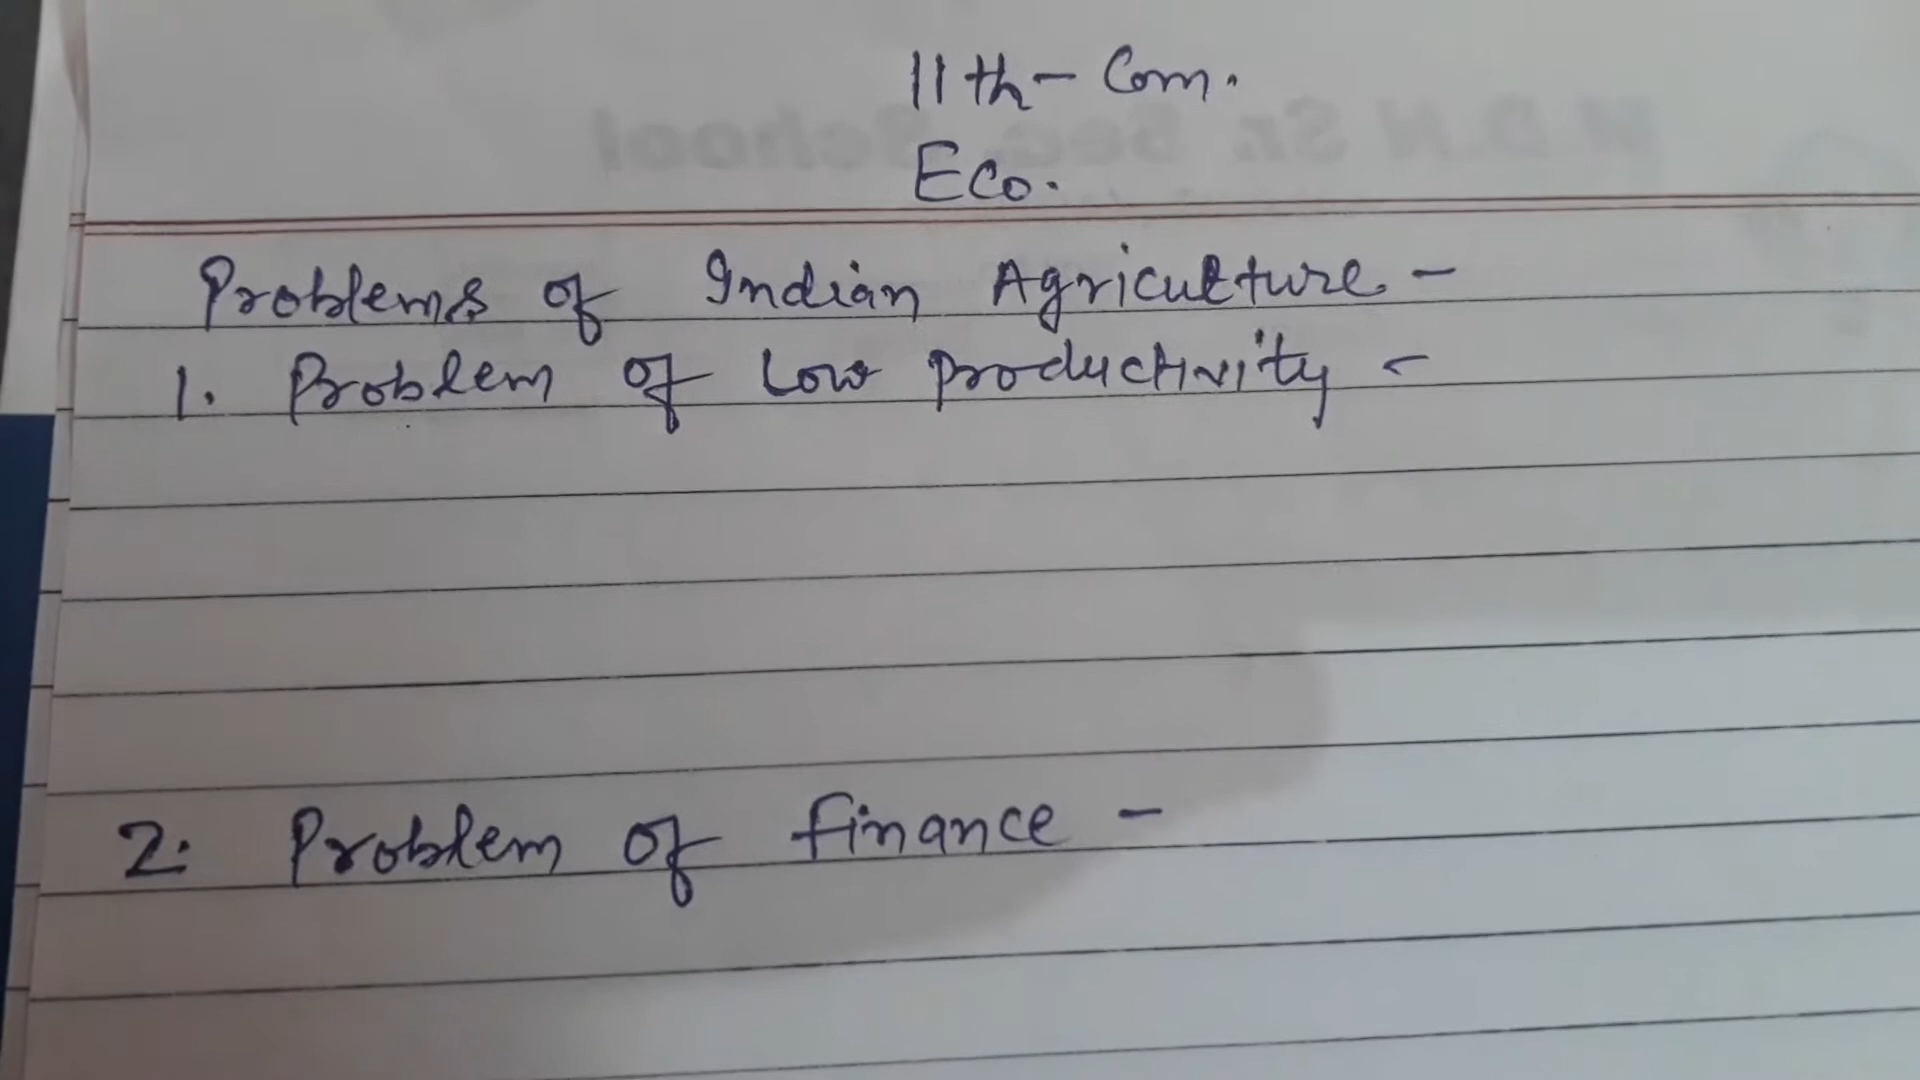 11th - Com.
Eco.
Problems of Indian Agriculture -
1. Problem of Low Productivity -
2. Problem of finance -